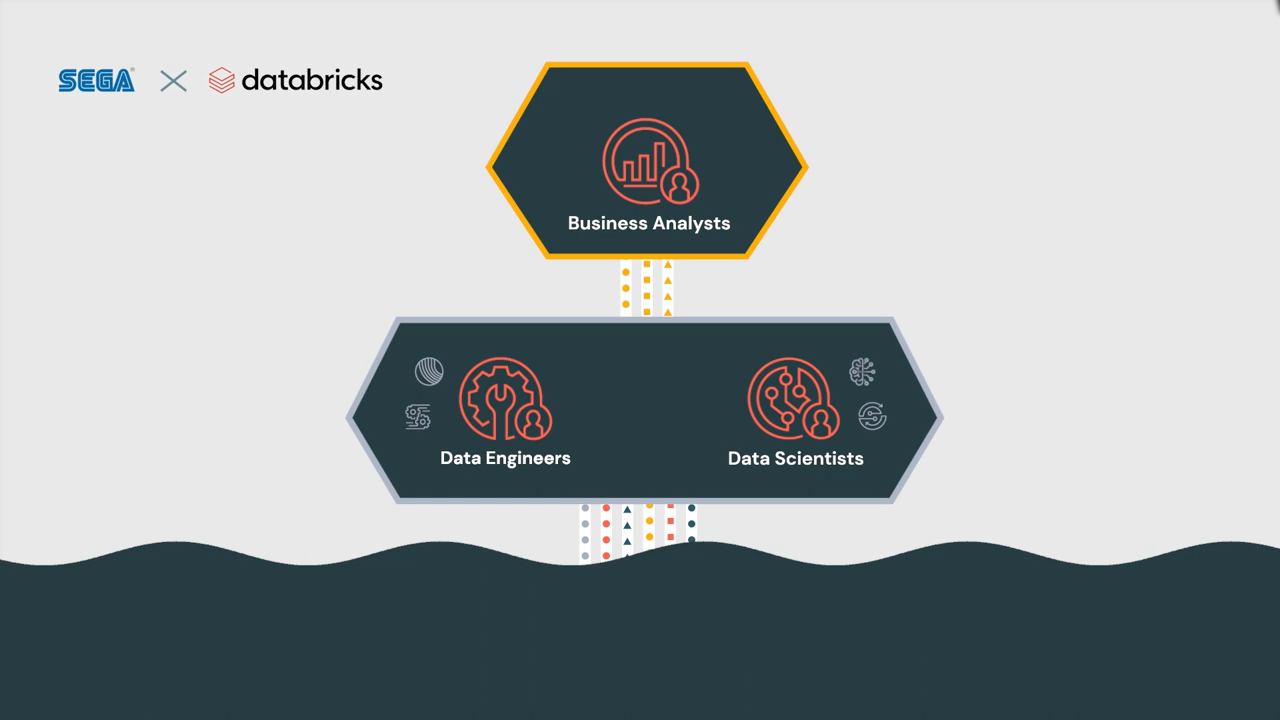 SEGA × databricks
Business Analysts
Data Engineers
Data Scientists